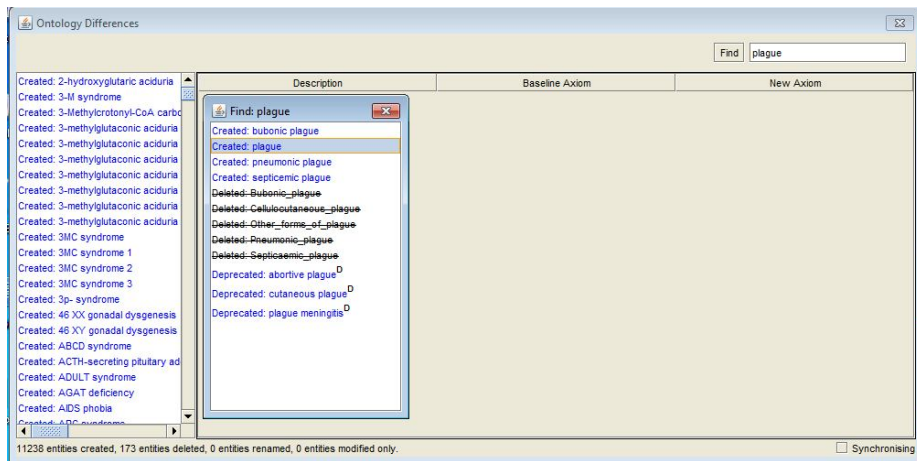 Ontology Differences
Find plague
Description Baseline Axiom New Axiom
Created: 2-hydroxyglutaric aciduria
Created: 3-M syndrome
Created: 3-Methylcrotonyl-CoA carbo
Created: 3-methylglutaconic aciduria
Created: 3-methylglutaconic aciduria
Created: 3-methylglutaconic aciduria
Created: 3-methylglutaconic aciduria
Created: 3-methylglutaconic aciduria
Created: 3-methylglutaconic aciduria
Created: 3-methylglutaconic aciduria
Created: 3MC syndrome
Created: 3MC syndrome 1
Created: 3MC syndrome 2
Created: 3MC syndrome 3
Created: 3p- syndrome
Created: 46 XX gonadal dysgenesis
Created: 46 XY gonadal dysgenesis
Created: ABCD syndrome
Created: ACTH-secreting pituitary ad
Created: ADULT syndrome
Created: AGAT deficiency
Created: AIDS phobia
Find: plague
Created: bubonic plague
Created: plague
Created: pneumonic plague
Created: septicemic plague
Deleted: Bubonic_plague
Deleted: Cellulocutaneous_plague
Deleted: Other_forms_of_plague
Deleted: Pneumonic_plague
Deleted: Septicaemic_plague
Deprecated: abortive plague D
Deprecated: cutaneous plague D
Deprecated: plague meningitis D
11238 entities created, 173 entities deleted, 0 entities renamed, 0 entities modified only.
Synchronising